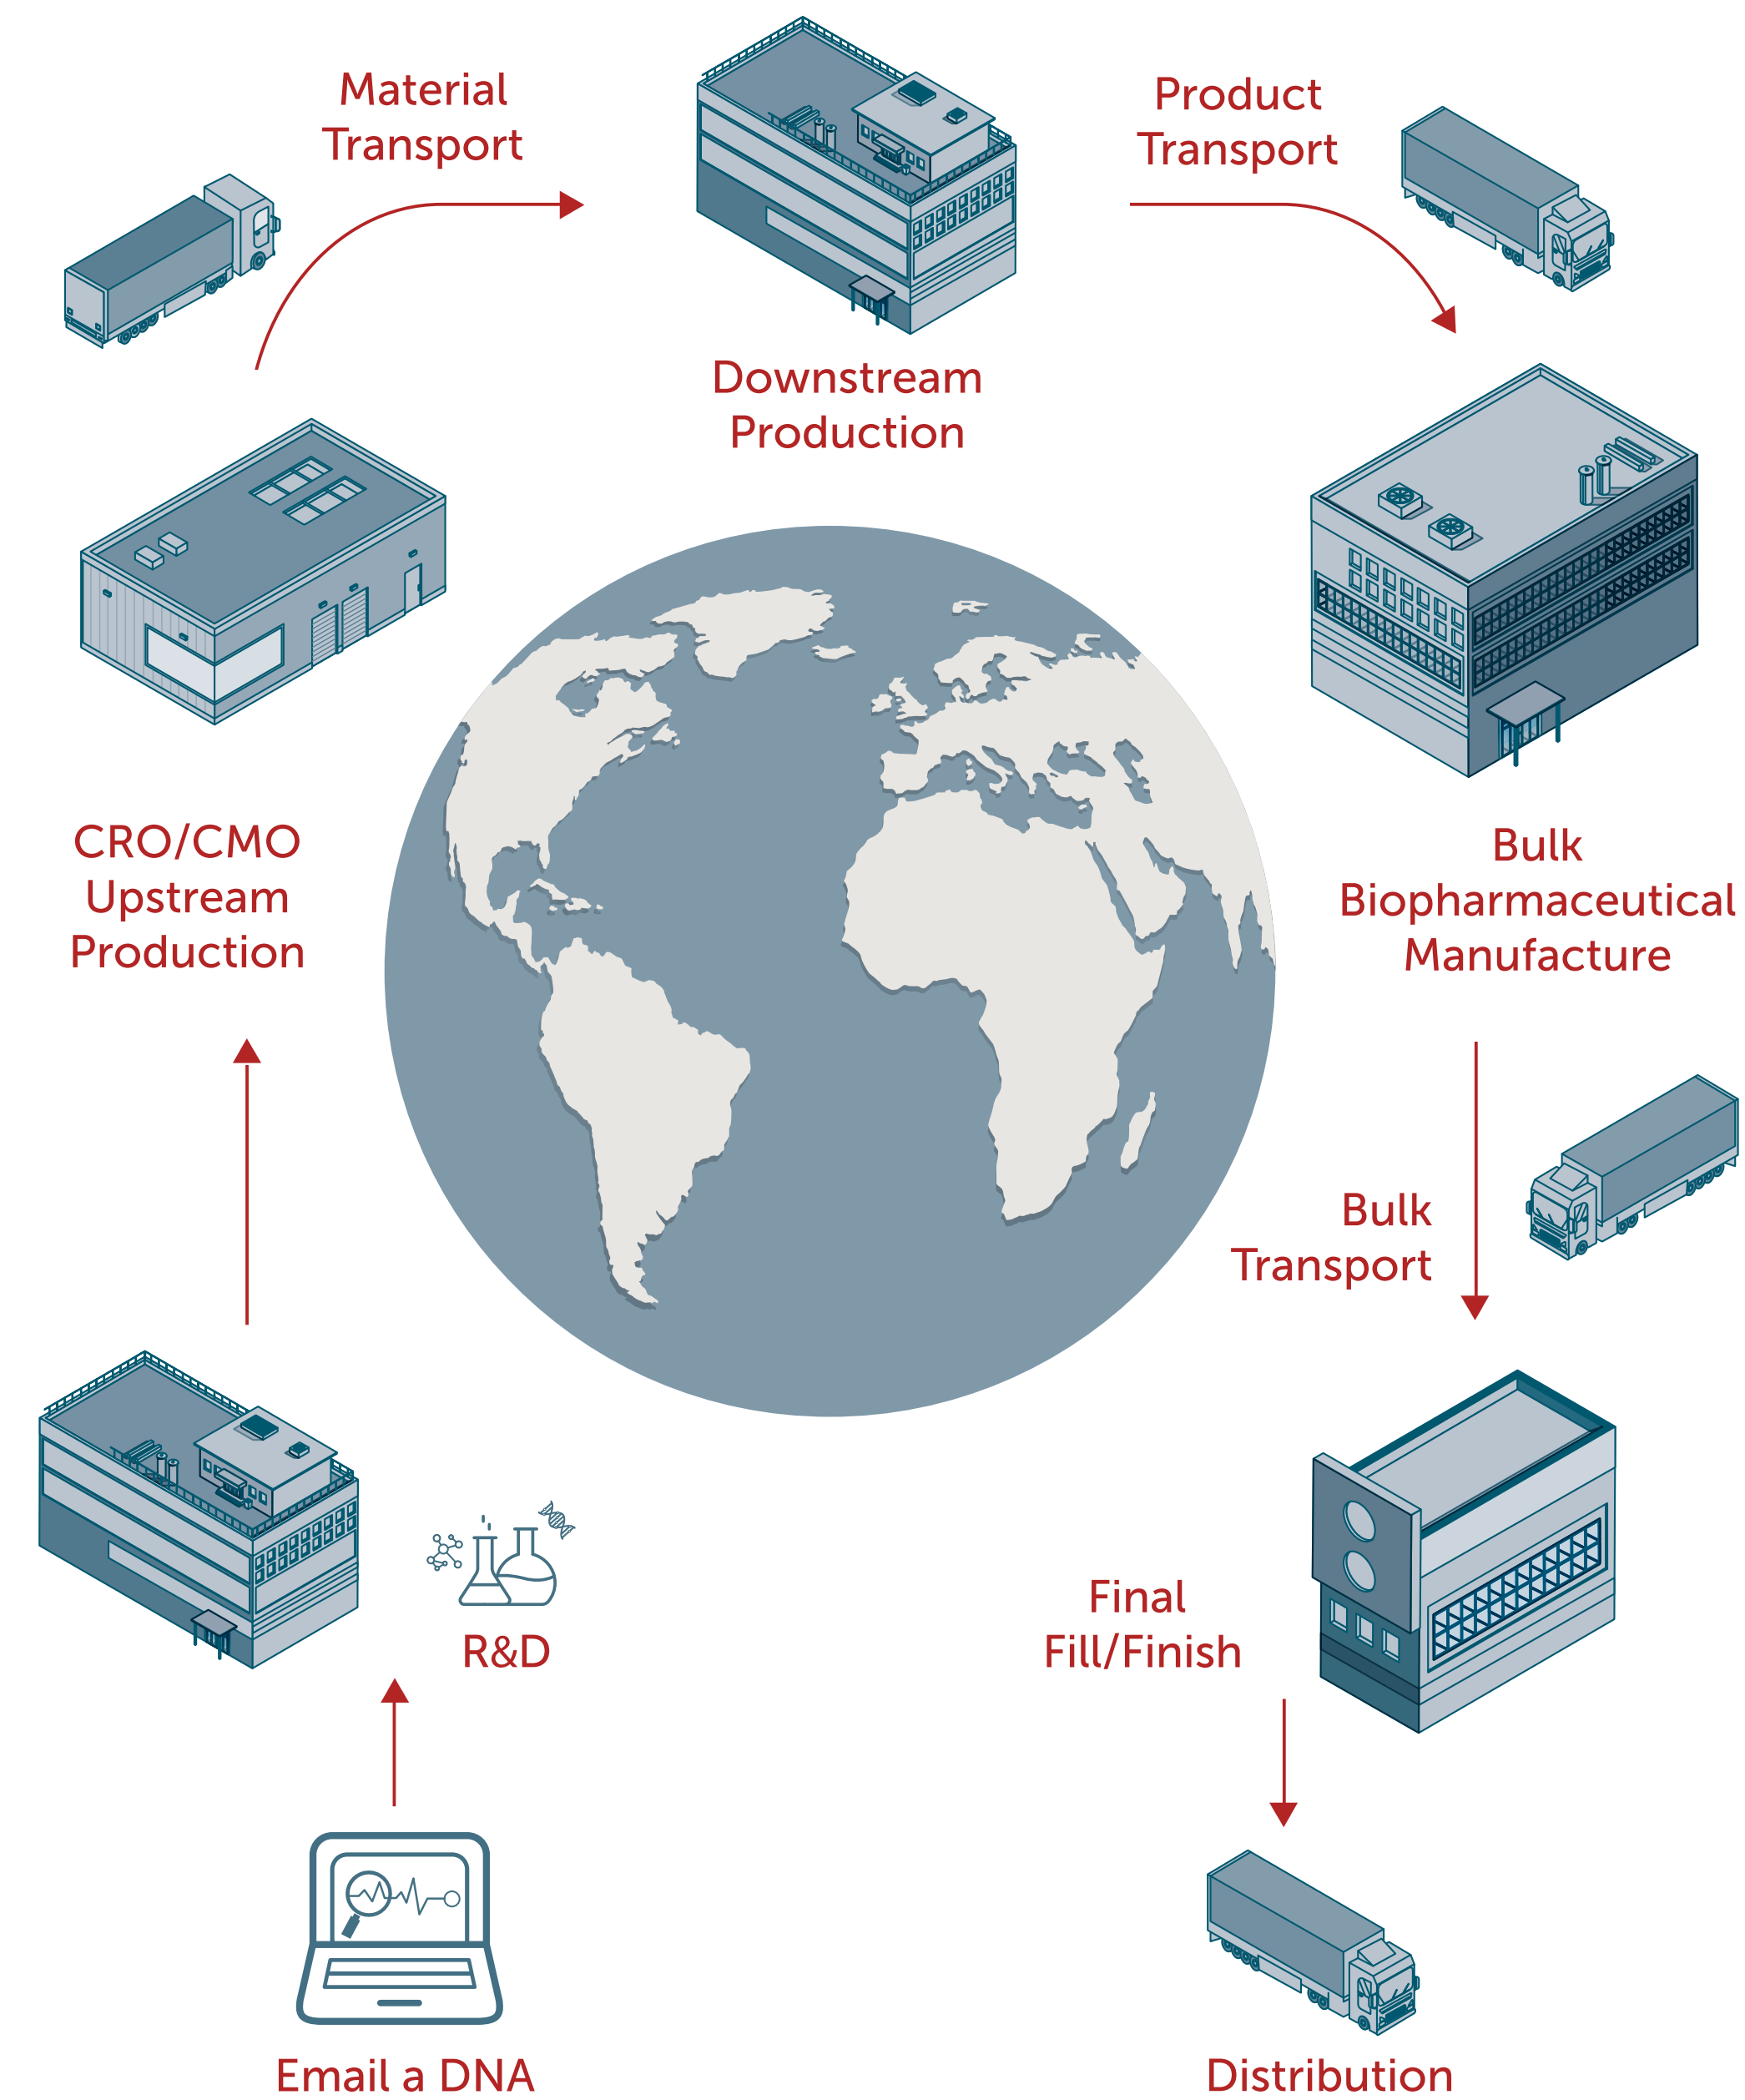 Material
Transport
Product
Transport
Downstream
Production
CRO/CMO
Upstream
Production
Bulk
Biopharmaceutical
Manufacture
Bulk
Transport
R&D
Final
Fill/Finish
Email a DNA
Distribution